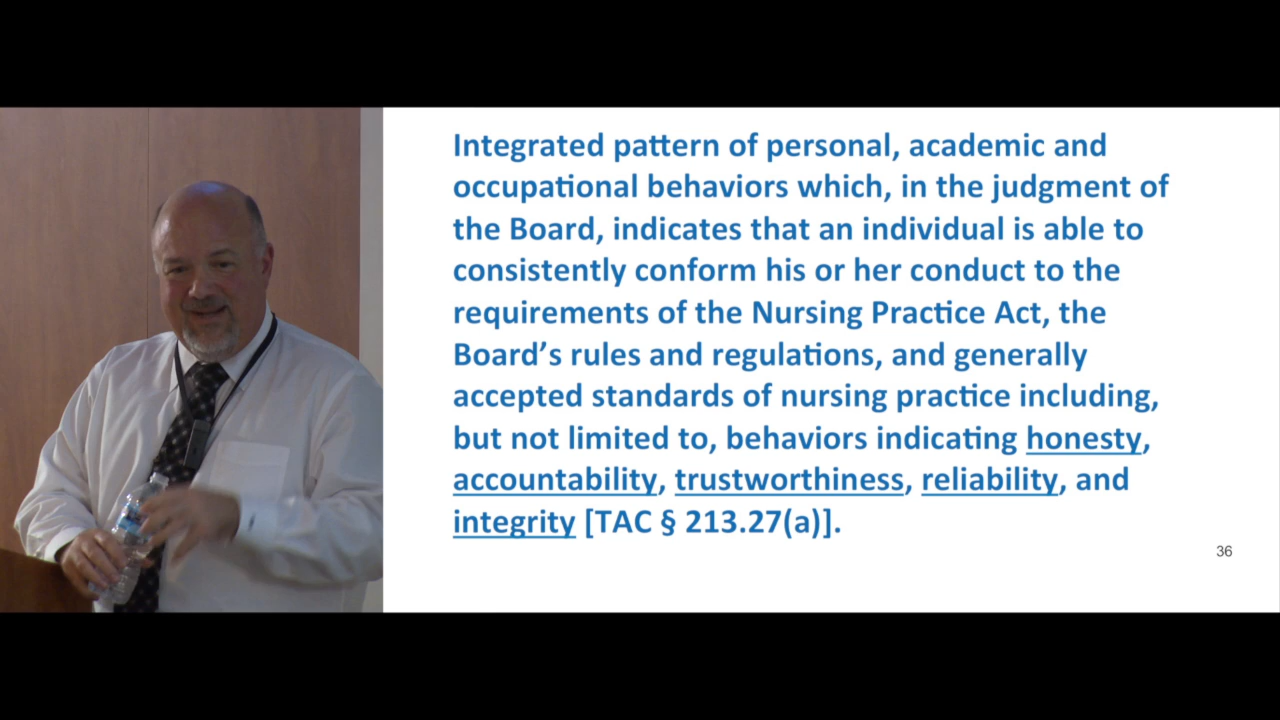 Integrated pattern of personal, academic and
occupational behaviors which, in the judgment of
the Board, indicates that an individual is able to
consistently conform his or her conduct to the
requirements of the Nursing Practice Act, the
Board’s rules and regulations, and generally
accepted standards of nursing practice including,
but not limited to, behaviors indicating honesty,
accountability, trustworthiness, reliability, and
integrity [TAC § 213.27(a)].
36